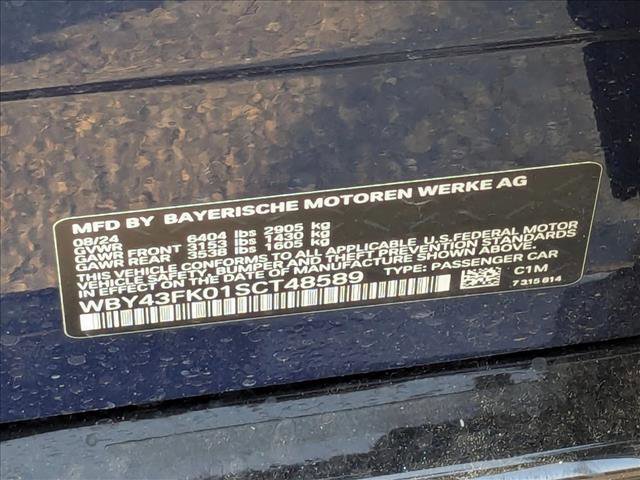 MFD BY BAYERISCHE MOTOREN WERKE AG
08/24
GVWR 6404 lbs 2905 kg
GAWR FRONT 3153 lbs 1430 kg
GAWR REAR 3538 lbs 1605 kg
THIS VEHICLE CONFORMS TO ALL APPLICABLE U.S. FEDERAL MOTOR
VEHICLE SAFETY, BUMPER, AND THEFT PREVENTION STANDARDS
IN EFFECT ON THE DATE OF MANUFACTURE SHOWN ABOVE.
WBY43FK01SCT48589 TYPE: PASSENGER CAR
C1M
7 315 814